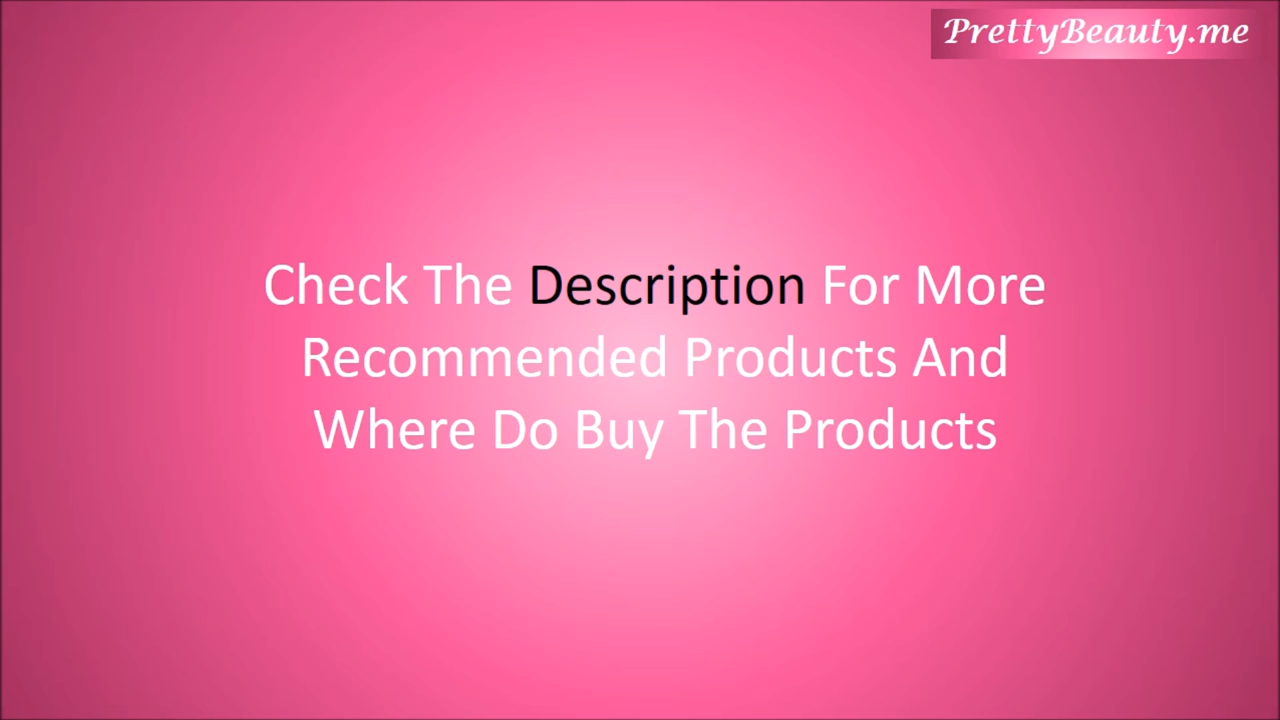 PrettyBeauty.me
Check The Description For More
Recommended Products And
Where Do Buy The Products